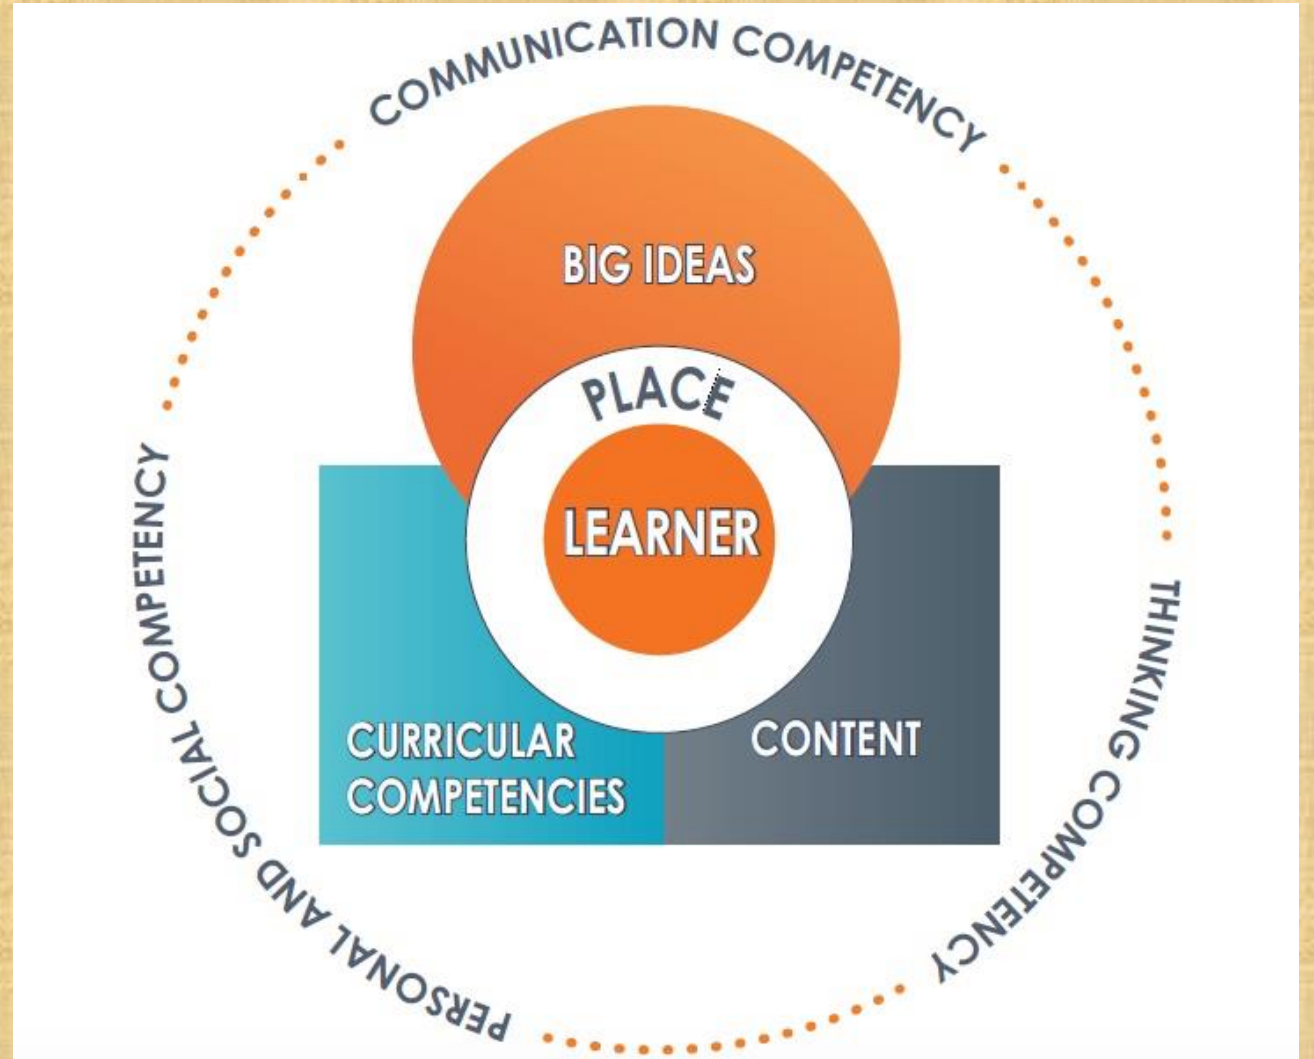 COMMUNICATION COMPETENCY
BIG IDEAS
PLACE
LEARNER
CURRICULAR
COMPETENCIES
CONTENT
THINKING COMPETENCY
PERSONAL AND SOCIAL COMPETENCY